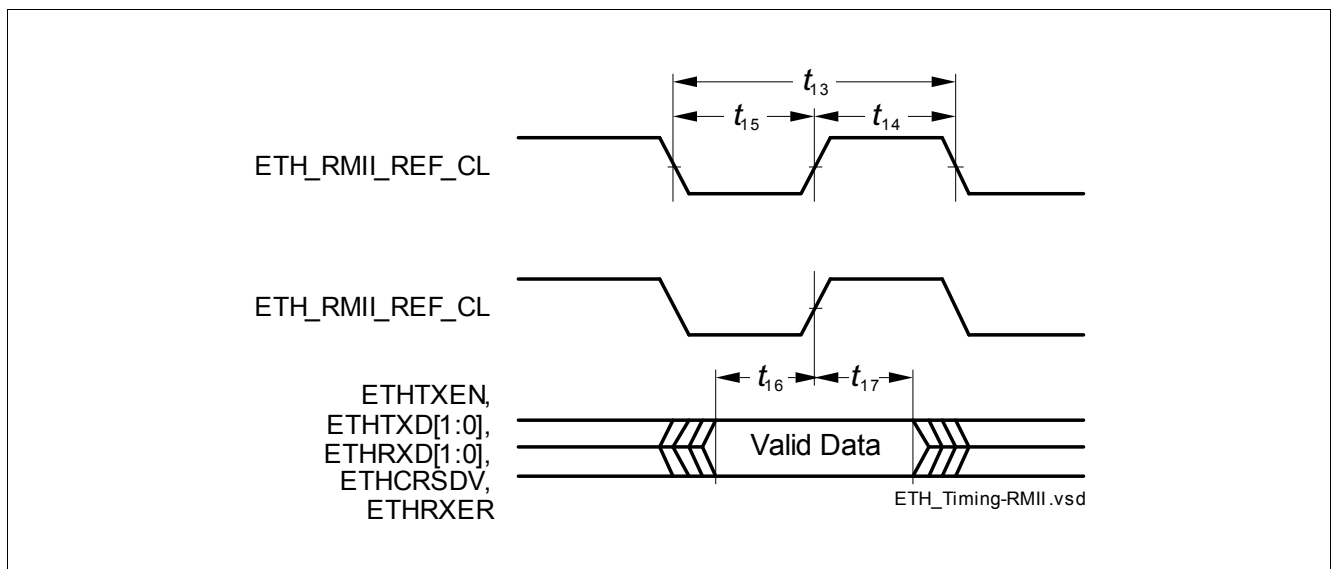 t13
t15 t14
ETH_RMII_REF_CL
ETH_RMII_REF_CL
t16 t17
ETHTXEN,
ETHTXD[1:0],
ETHRXD[1:0],
ETHCRSDV,
ETHRXER
Valid Data
ETH_Timing-RMII.vsd